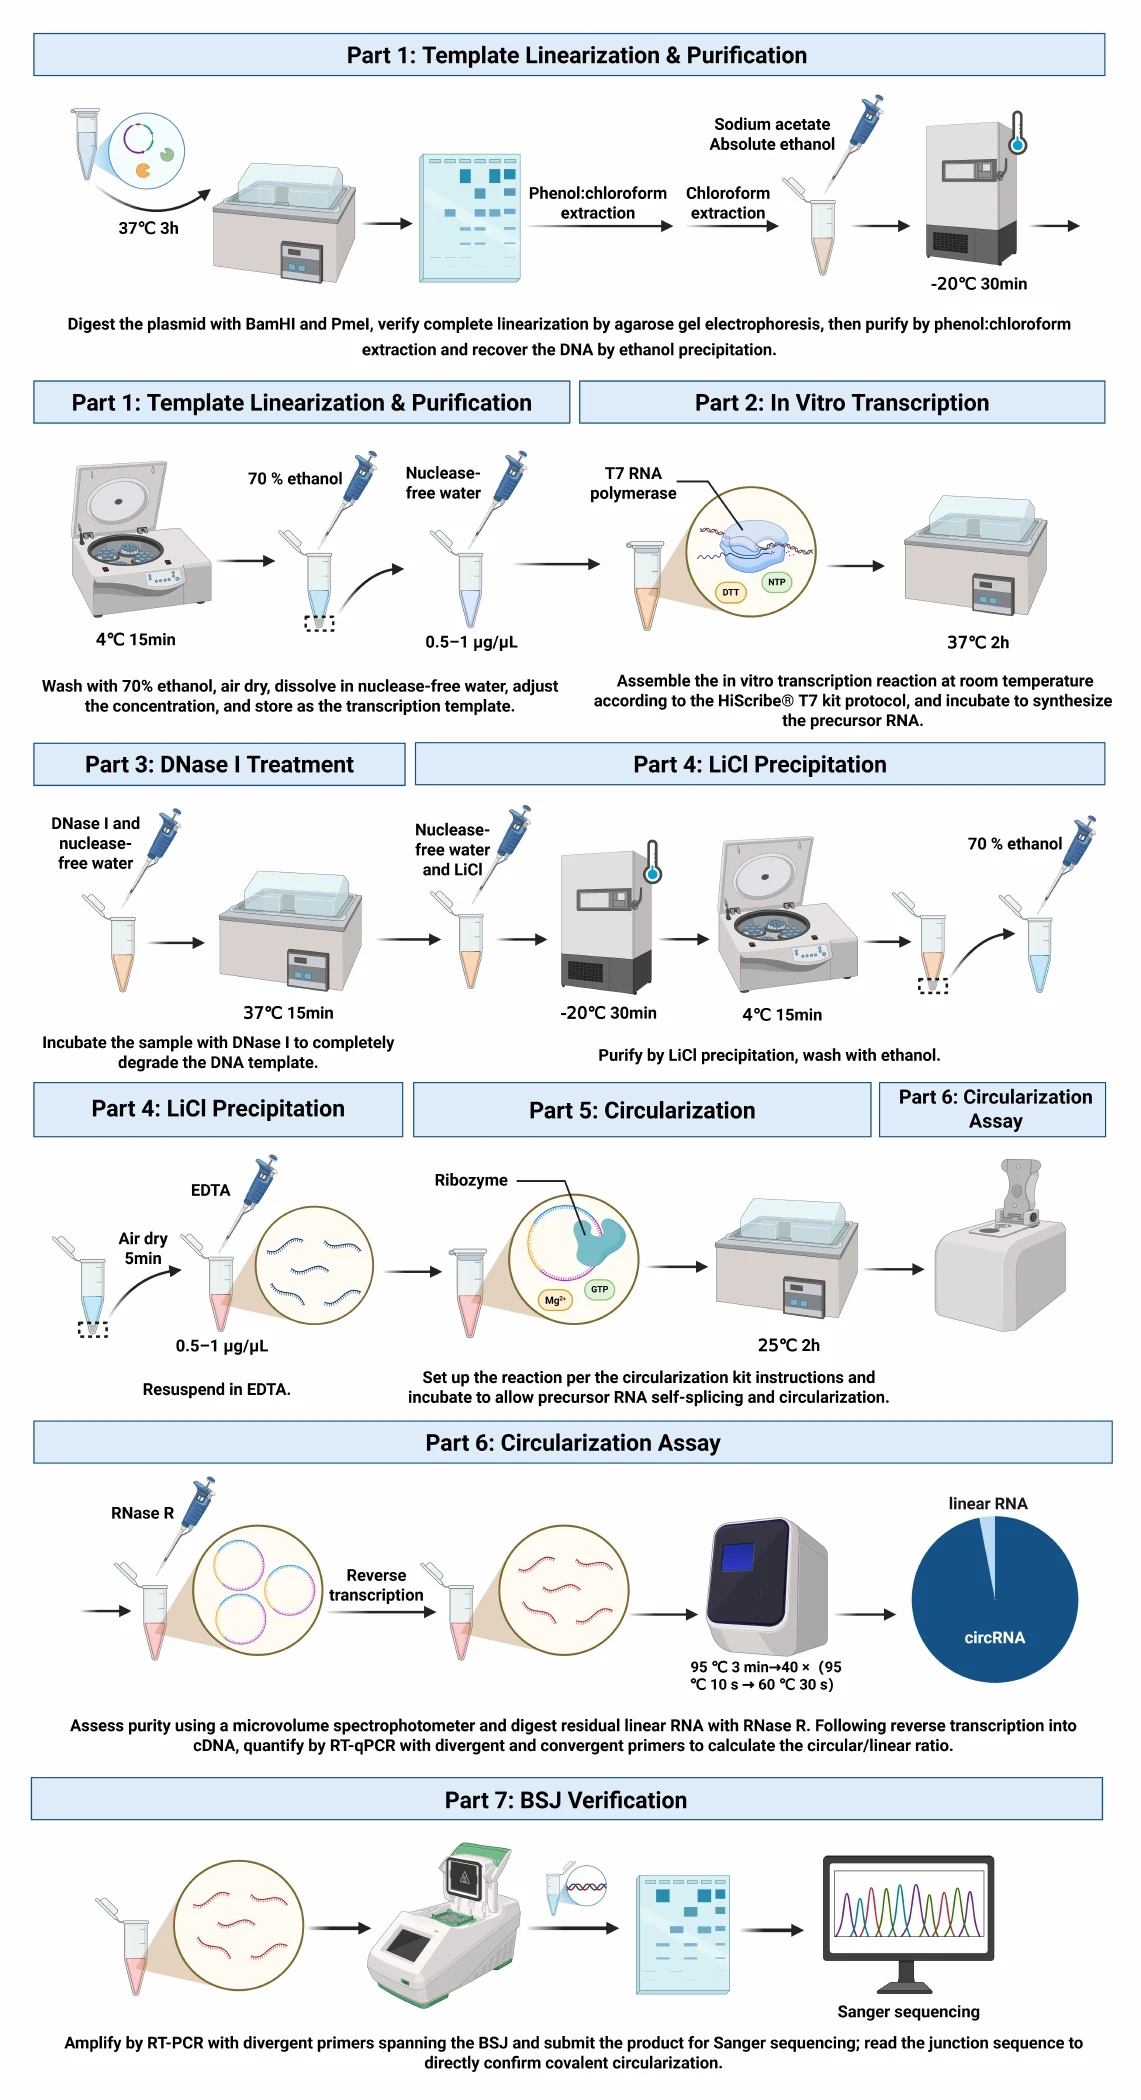 Part 1: Template Linearization & Purification
Sodium acetate
Absolute ethanol
Phenol:chloroform
extraction
Chloroform
extraction
37℃ 3h
-20℃ 30min
Digest the plasmid with BamHI and PmeI, verify complete linearization by agarose gel electrophoresis, then purify by phenol:chloroform
extraction and recover the DNA by ethanol precipitation.
Part 1: Template Linearization & Purification
70 % ethanol
Nuclease-
free water
4℃ 15min
0.5–1 μg/μL
Wash with 70% ethanol, air dry, dissolve in nuclease-free water, adjust
the concentration, and store as the transcription template.
Part 2: In Vitro Transcription
T7 RNA
polymerase
DTT
NTP
37℃ 2h
Assemble the in vitro transcription reaction at room temperature
according to the HiScribe® T7 kit protocol, and incubate to synthesize
the precursor RNA.
Part 3: DNase I Treatment
DNase I and
nuclease-
free water
37℃ 15min
Incubate the sample with DNase I to completely
degrade the DNA template.
Part 4: LiCl Precipitation
Nuclease-
free water
and LiCl
70 % ethanol
-20℃ 30min
4℃ 15min
Purify by LiCl precipitation, wash with ethanol.
Part 4: LiCl Precipitation
EDTA
Air dry
5min
0.5–1 μg/μL
Resuspend in EDTA.
Part 5: Circularization
Ribozyme
Mg²⁺
GTP
25℃ 2h
Set up the reaction per the circularization kit instructions and
incubate to allow precursor RNA self-splicing and circularization.
Part 6: Circularization
Assay
Part 6: Circularization Assay
RNase R
Reverse
transcription
95 ℃ 3 min→40 ×（95
℃ 10 s → 60 ℃ 30 s）
linear RNA
circRNA
Assess purity using a microvolume spectrophotometer and digest residual linear RNA with RNase R. Following reverse transcription into
cDNA, quantify by RT-qPCR with divergent and convergent primers to calculate the circular/linear ratio.
Part 7: BSJ Verification
Sanger sequencing
Amplify by RT-PCR with divergent primers spanning the BSJ and submit the product for Sanger sequencing; read the junction sequence to
directly confirm covalent circularization.